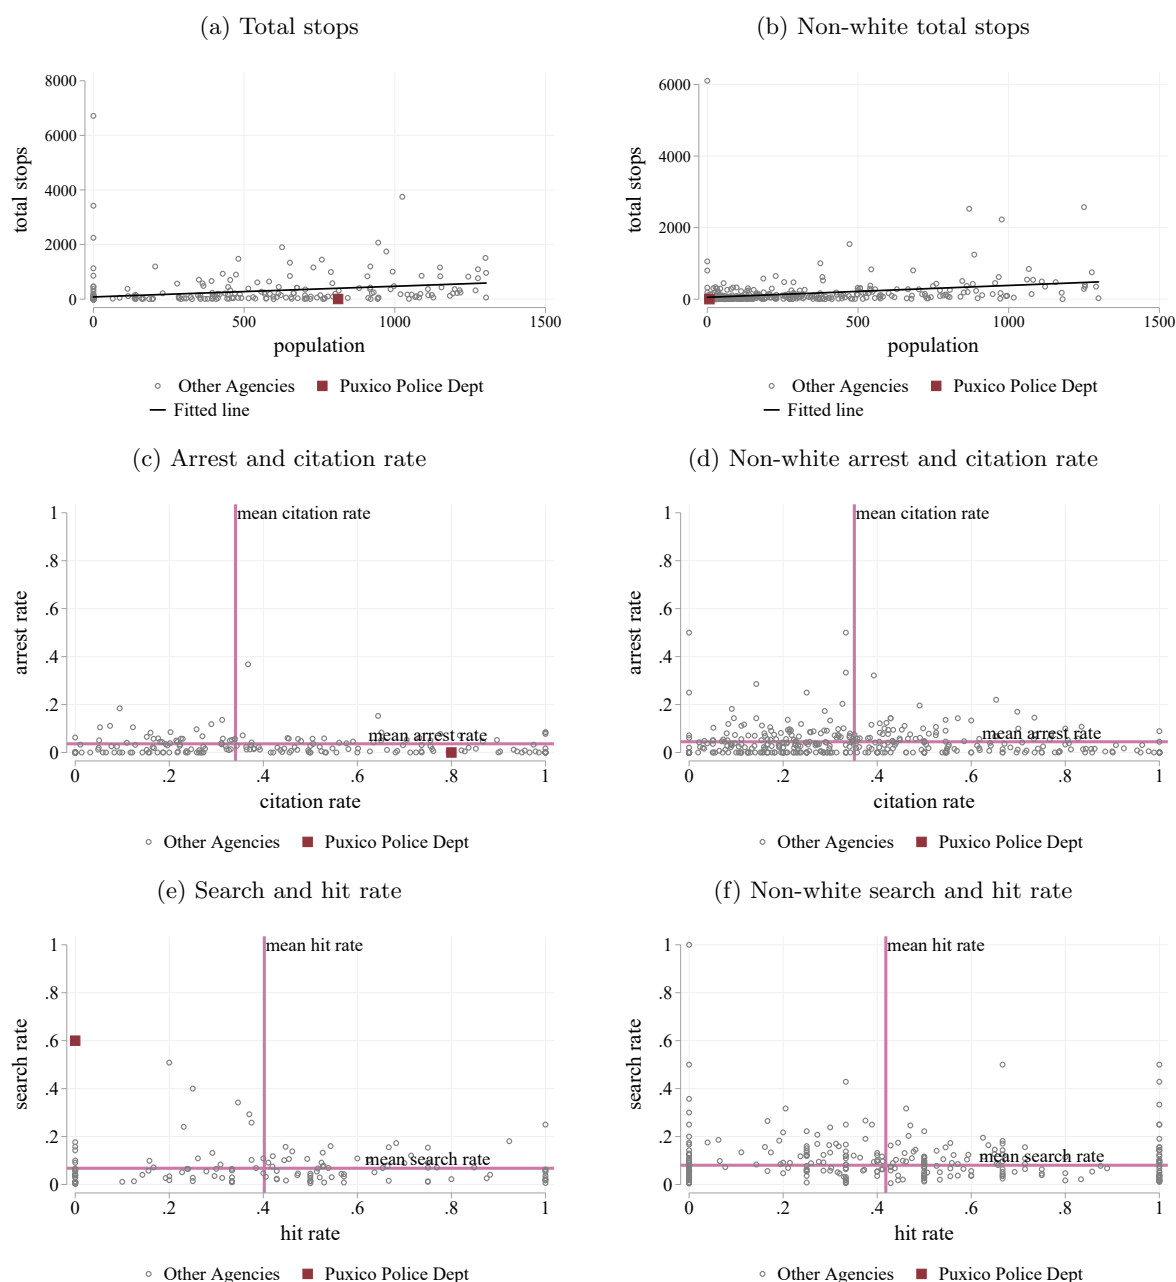 (a) Total stops
(b) Non-white total stops
8000
6000
4000
2000
0
total stops
0 500 1000 1500
population
Other Agencies Puxico Police Dept
Fitted line
6000
4000
2000
0
total stops
0 500 1000 1500
population
Other Agencies Puxico Police Dept
Fitted line
(c) Arrest and citation rate
(d) Non-white arrest and citation rate
mean citation rate
1
.8
.6
.4
.2
0
arrest rate
mean arrest rate
0 .2 .4 .6 .8 1
citation rate
Other Agencies Puxico Police Dept
mean citation rate
1
.8
.6
.4
.2
0
arrest rate
mean arrest rate
0 .2 .4 .6 .8 1
citation rate
Other Agencies Puxico Police Dept
(e) Search and hit rate
(f) Non-white search and hit rate
mean hit rate
1
.8
.6
.4
.2
0
search rate
mean search rate
0 .2 .4 .6 .8 1
hit rate
Other Agencies Puxico Police Dept
mean hit rate
1
.8
.6
.4
.2
0
search rate
mean search rate
0 .2 .4 .6 .8 1
hit rate
Other Agencies Puxico Police Dept